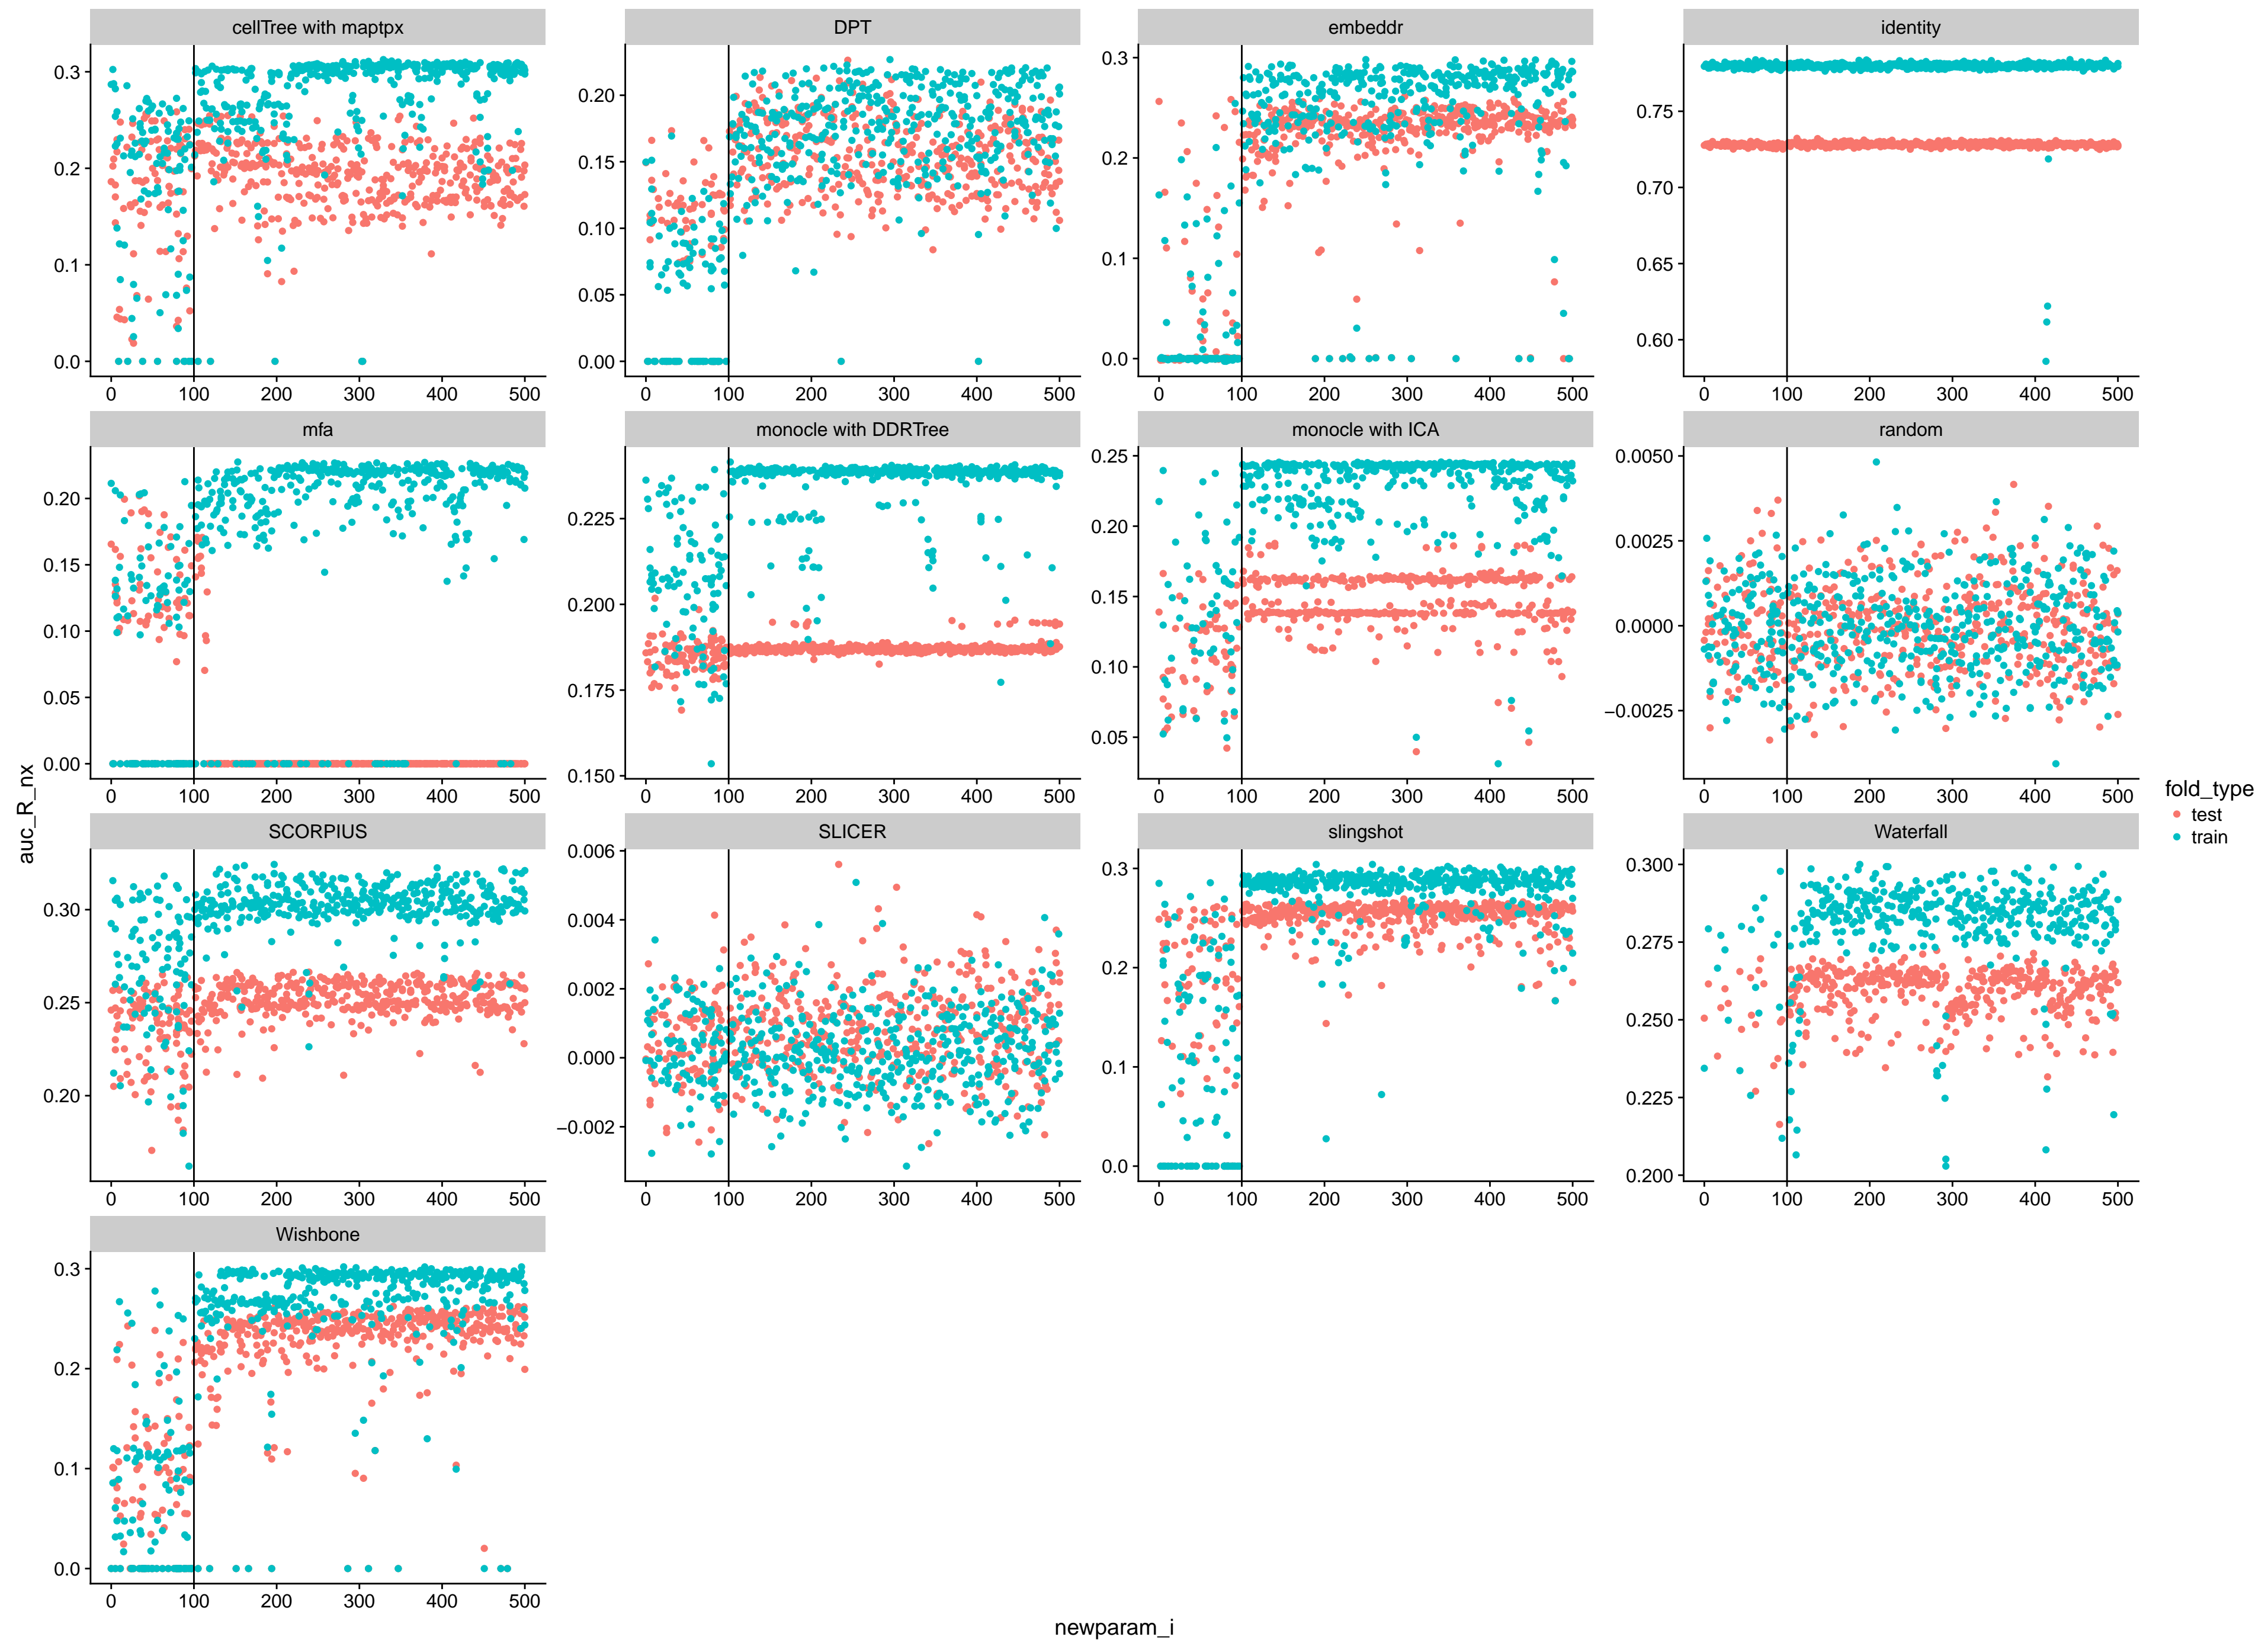 cellTree with maptpx
DPT
embeddr
identity
0.3
0.2
0.1
0.0
0 100 200 300 400 500
0.20
0.15
0.10
0.05
0.00
0 100 200 300 400 500
0.3
0.2
0.1
0.0
0 100 200 300 400 500
0.75
0.70
0.65
0.60
0 100 200 300 400 500
mfa
monocle with DDRTree
monocle with ICA
random
0.20
0.15
0.10
0.05
0.00
0 100 200 300 400 500
0.225
0.200
0.175
0.150
0 100 200 300 400 500
0.25
0.20
0.15
0.10
0.05
0 100 200 300 400 500
0.0050
0.0025
0.0000
−0.0025
0 100 200 300 400 500
SCORPIUS
SLICER
slingshot
Waterfall
0.30
0.25
0.20
0 100 200 300 400 500
0.006
0.004
0.002
0.000
−0.002
0 100 200 300 400 500
0.3
0.2
0.1
0.0
0 100 200 300 400 500
0.300
0.275
0.250
0.225
0.200
0 100 200 300 400 500
Wishbone
0.3
0.2
0.1
0.0
0 100 200 300 400 500
auc_R_nx
newparam_i
fold_type
test
train